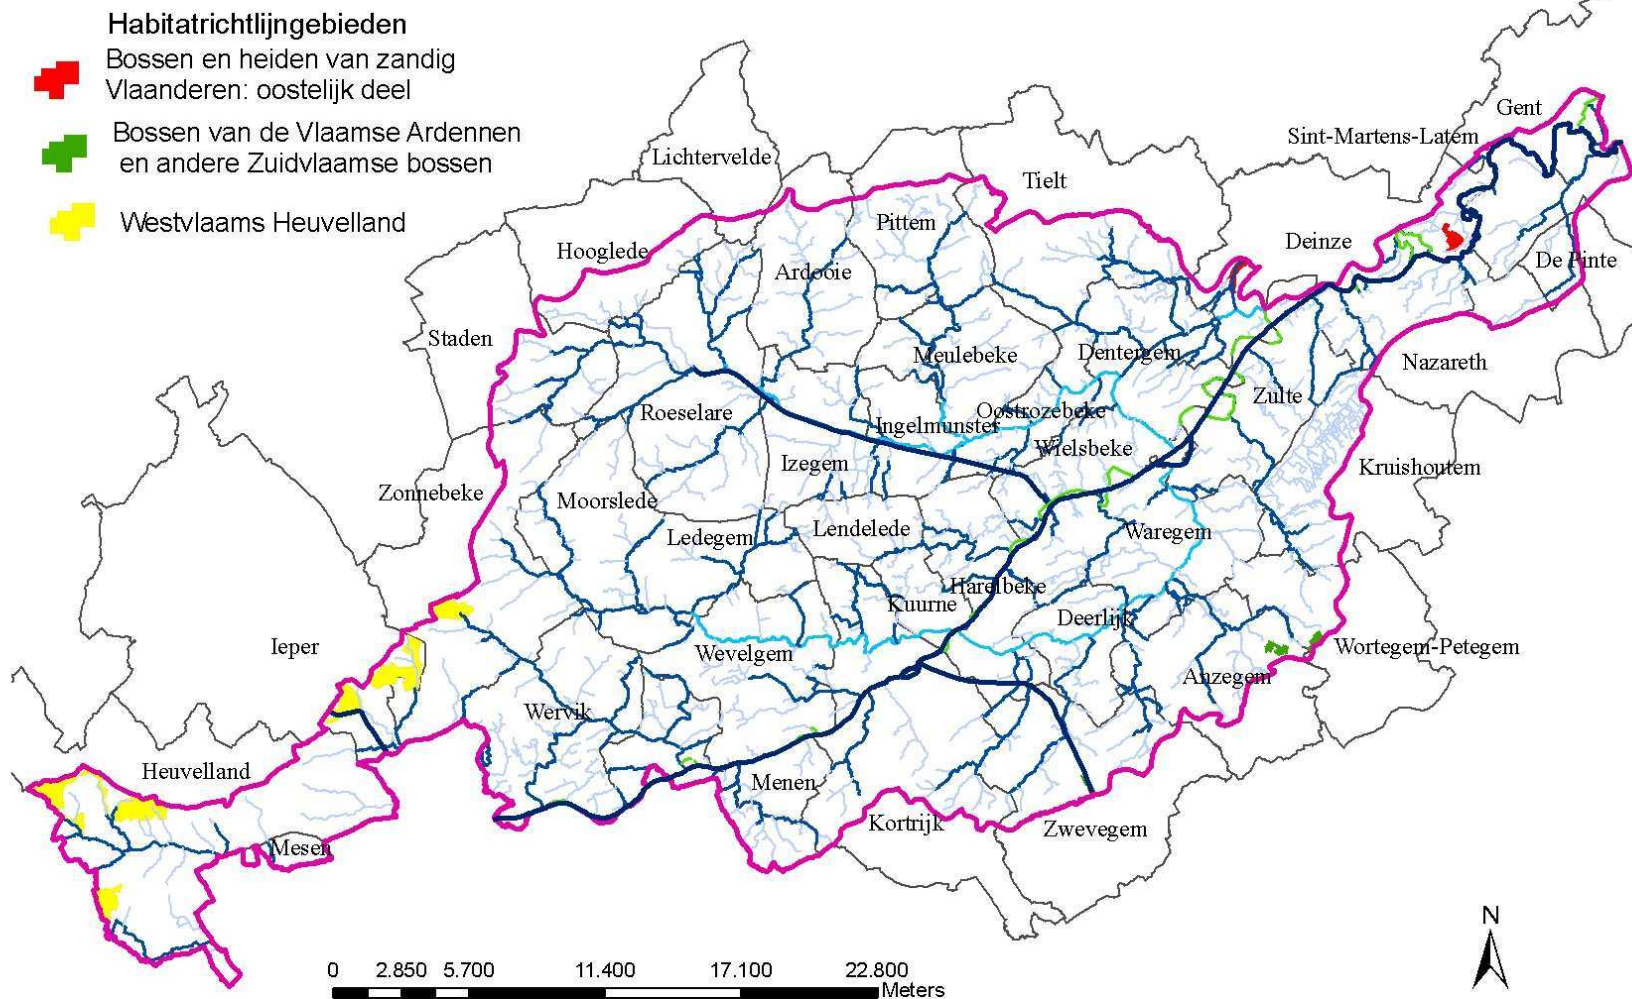 Habitatrichtlijngebieden
Bossen en heiden van zandig
Vlaanderen: oostelijk deel
Bossen van de Vlaamse Ardennen
en andere Zuidvlaamse bossen
Westvlaams Heuvelland
Gent
Sint-Martens-Latem
Lichtervelde
Tielt
Pittem
Deinze
Hooglede
De Pinte
Ardooie
Staden
Meulebeke
Dentergem
Nazareth
Zulte
Roeselare
Oostrozebeke
Ingelmunster
Wielsbeke
Izegem
Kruishoutem
Zonnebeke
Moorslede
Lendelede
Waregem
Ledegem
Harelbeke
Kuurne
Deerlijk
Ieper
Wevelgem
Wortegem-Petegem
Anzegem
Wervik
Heuvelland
Menen
Kortrijk
Zwevegem
Mesen
N
0 2.850 5.700 11.400 17.100 22.800
Meters